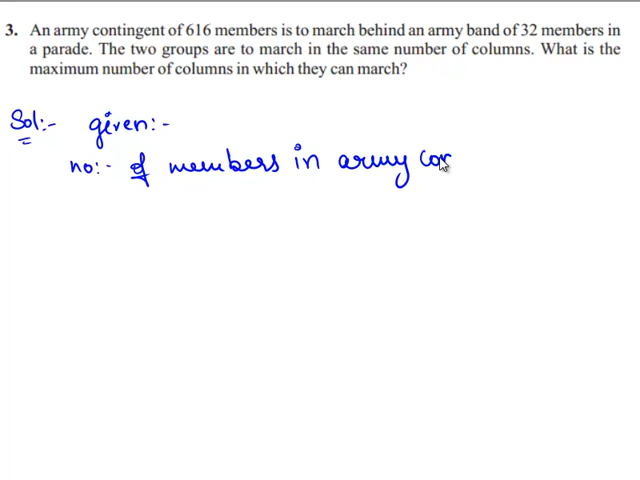 3. An army contingent of 616 members is to march behind an army band of 32 members in
a parade. The two groups are to march in the same number of columns. What is the
maximum number of columns in which they can march?
Sol:- given:-
no:- of members in army con